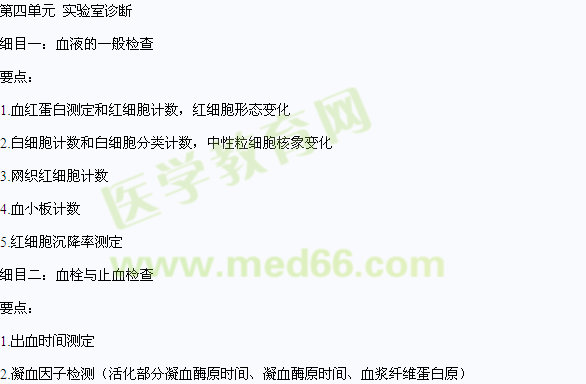 第四单元 实验室诊断
细目一：血液的一般检查
要点：
1.血红蛋白测定和红细胞计数，红细胞形态变化
2.白细胞计数和白细胞分类计数，中性粒细胞核象变化
3.网织红细胞计数
4.血小板计数
5.红细胞沉降率测定
细目二：血栓与止血检查
要点：
1.出血时间测定
2.凝血因子检测（活化部分凝血酶原时间、凝血酶原时间、血浆纤维蛋白原）
医学教育网
www.med66.com